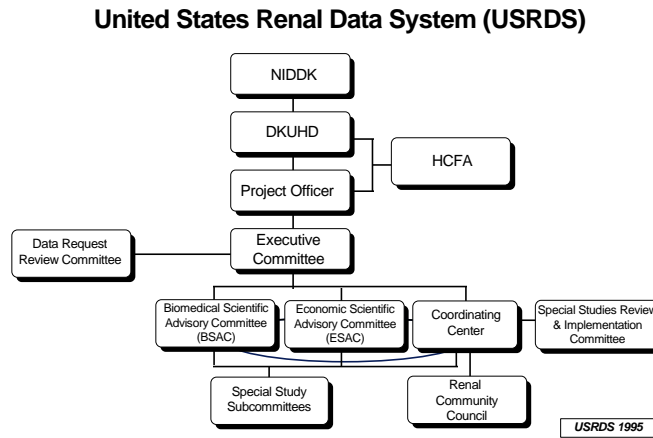 United States Renal Data System (USRDS)
NIDDK
DKUHD
HCFA
Project Officer
Data Request
Review Committee
Executive
Committee
Biomedical Scientific
Advisory Committee
(BSAC)
Economic Scientific
Advisory Committee
(ESAC)
Coordinating
Center
Special Studies Review
& Implementation
Committee
Special Study
Subcommittees
Renal
Community
Council
USRDS 1995